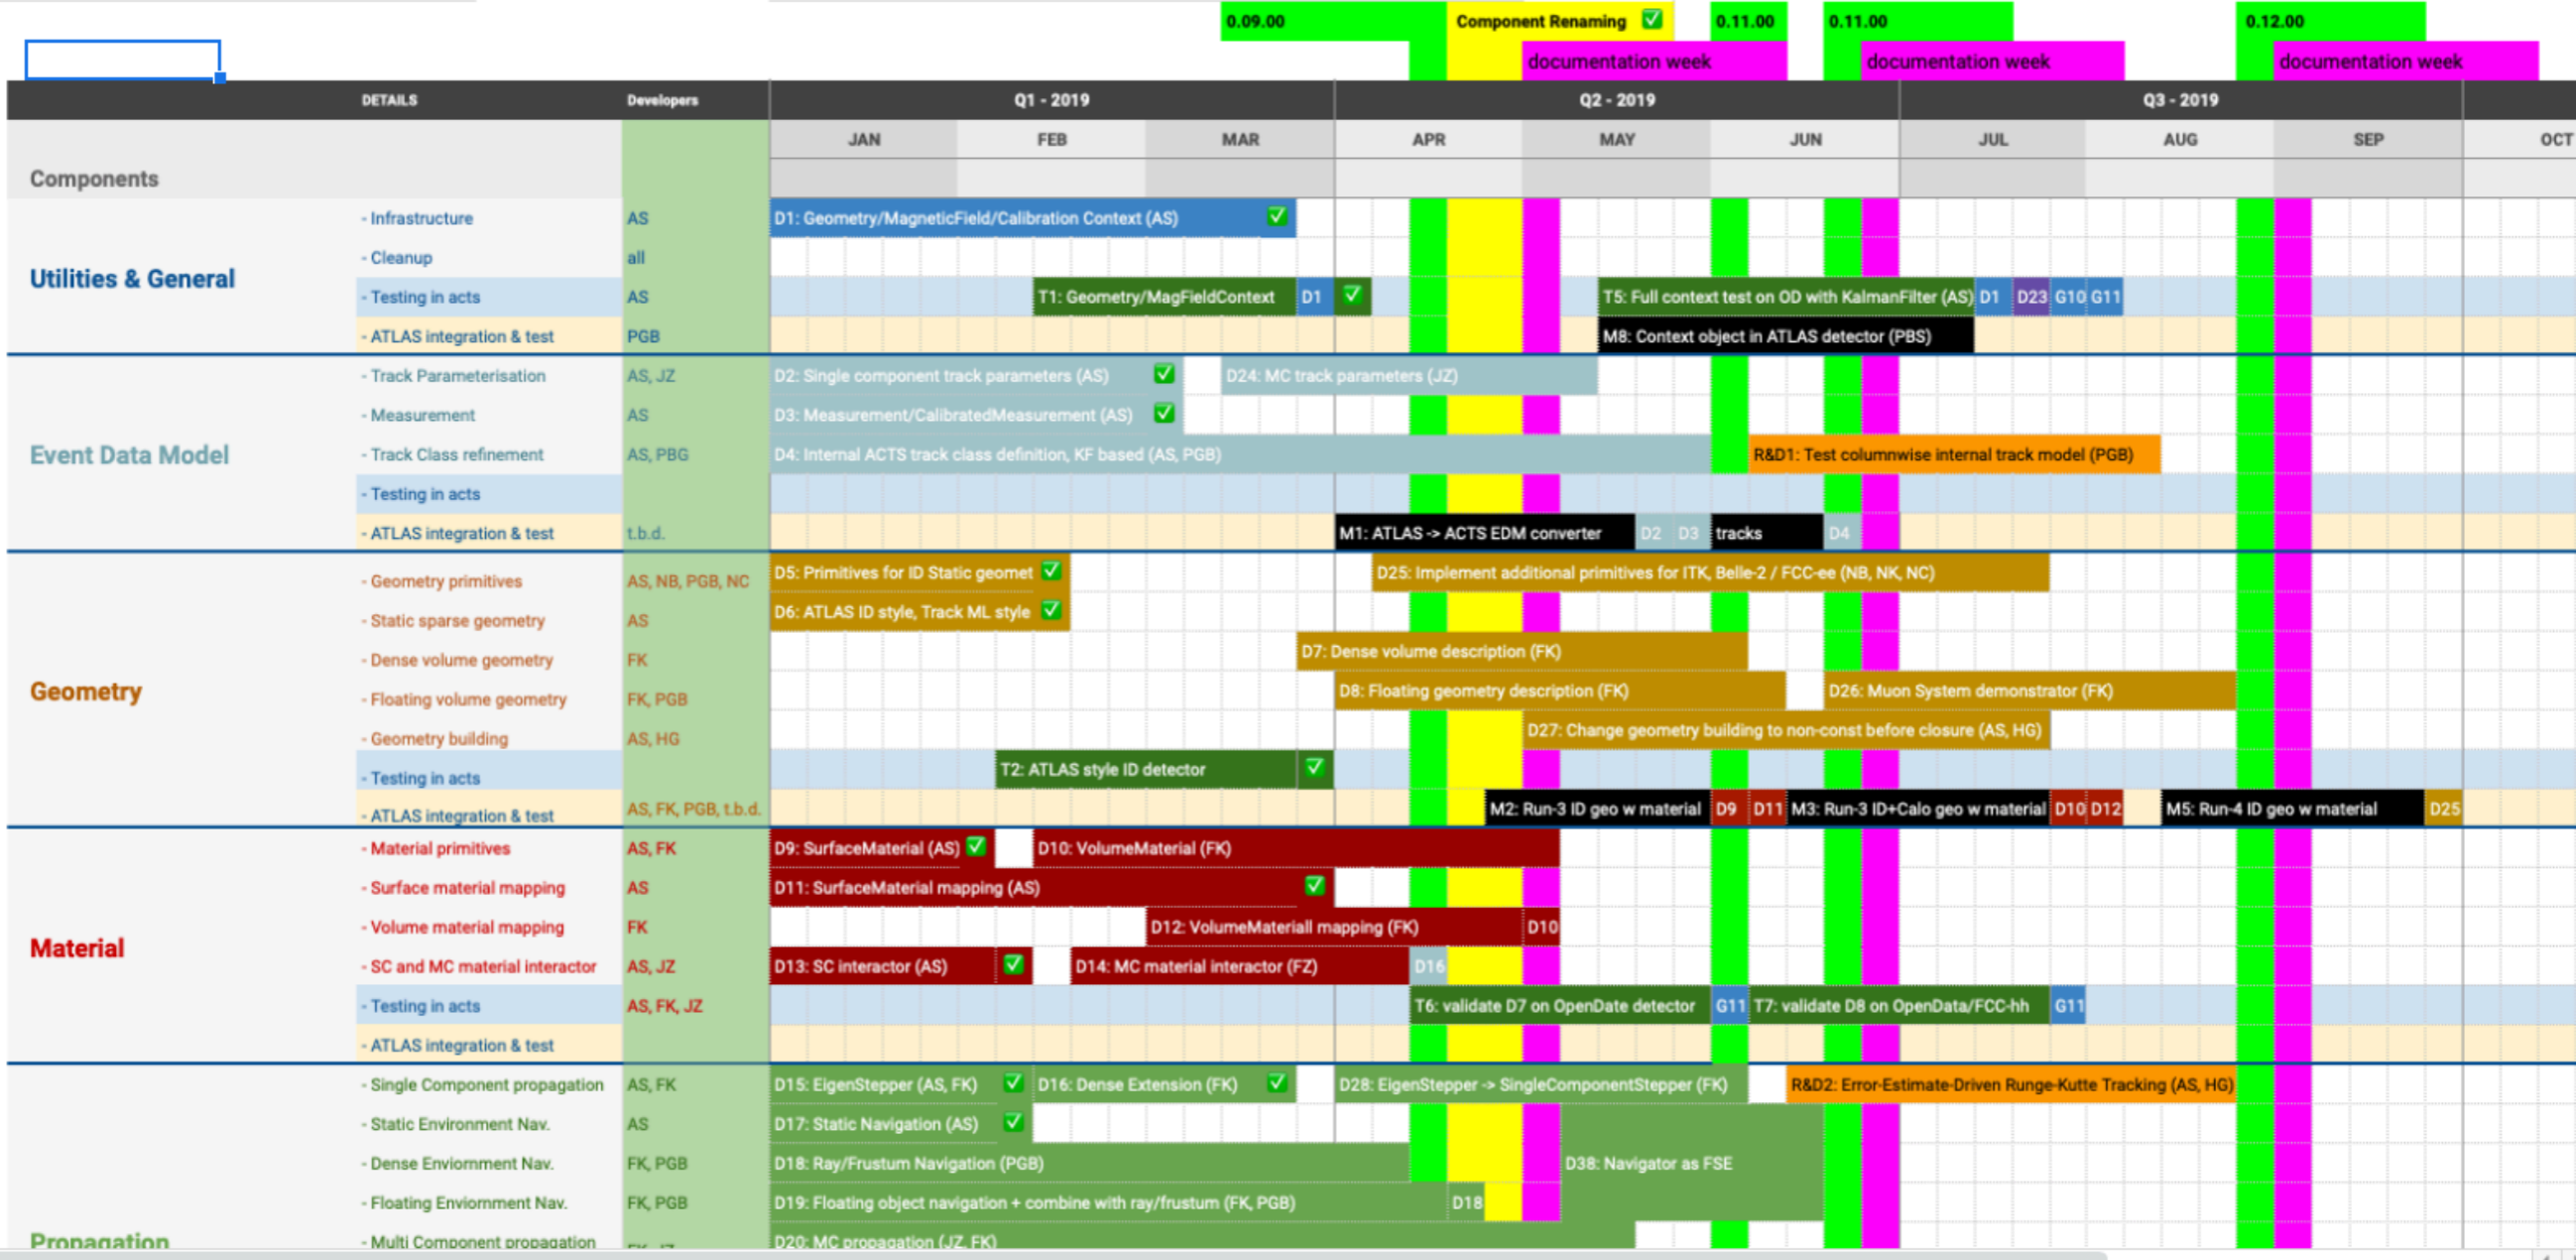 0.09.00 Component Renaming ✅ 0.11.00 0.11.00 0.12.00
documentation week documentation week documentation week
DETAILS Developers Q1 - 2019 Q2 - 2019 Q3 - 2019
JAN FEB MAR APR MAY JUN JUL AUG SEP OCT
Components
Utilities & General
- Infrastructure AS D1: Geometry/MagneticField/Calibration Context (AS) ✅
- Cleanup all
- Testing in acts AS T1: Geometry/MagFieldContext D1 ✅ T5: Full context test on OD with KalmanFilter (AS) D1 D23 G10 G11
- ATLAS integration & test PGB M8: Context object in ATLAS detector (PBS)
Event Data Model
- Track Parameterisation AS, JZ D2: Single component track parameters (AS) ✅ D24: MC track parameters (JZ)
- Measurement AS D3: Measurement/CalibratedMeasurement (AS) ✅
- Track Class refinement AS, PBG D4: Internal ACTS track class definition, KF based (AS, PGB) R&D1: Test columnwise internal track model (PGB)
- Testing in acts
- ATLAS integration & test t.b.d. M1: ATLAS -> ACTS EDM converter D2 D3 tracks D4
Geometry
- Geometry primitives AS, NB, PGB, NC D5: Primitives for ID Static geomet ✅ D25: Implement additional primitives for ITK, Belle-2 / FCC-ee (NB, NK, NC)
- Static sparse geometry AS D6: ATLAS ID style, Track ML style ✅
- Dense volume geometry FK D7: Dense volume description (FK)
- Floating volume geometry FK, PGB D8: Floating geometry description (FK) D26: Muon System demonstrator (FK)
- Geometry building AS, HG D27: Change geometry building to non-const before closure (AS, HG)
- Testing in acts T2: ATLAS style ID detector ✅
- ATLAS integration & test AS, FK, PGB, t.b.d. M2: Run-3 ID geo w material D9 D11 M3: Run-3 ID+Calo geo w material D10 D12 M5: Run-4 ID geo w material D25
Material
- Material primitives AS, FK D9: SurfaceMaterial (AS) ✅ D10: VolumeMaterial (FK)
- Surface material mapping AS D11: SurfaceMaterial mapping (AS) ✅
- Volume material mapping FK D12: VolumeMateriall mapping (FK) D10
- SC and MC material interactor AS, JZ D13: SC interactor (AS) ✅ D14: MC material interactor (FZ) D16
- Testing in acts AS, FK, JZ T6: validate D7 on OpenDate detector G11 T7: validate D8 on OpenData/FCC-hh G11
- ATLAS integration & test
Propagation
- Single Component propagation AS, FK D15: EigenStepper (AS, FK) ✅ D16: Dense Extension (FK) ✅ D28: EigenStepper -> SingleComponentStepper (FK) R&D2: Error-Estimate-Driven Runge-Kutte Tracking (AS, HG)
- Static Environment Nav. AS D17: Static Navigation (AS) ✅
- Dense Enviornment Nav. FK, PGB D18: Ray/Frustum Navigation (PGB) D38: Navigator as FSE
- Floating Enviornment Nav. FK, PGB D19: Floating object navigation + combine with ray/frustum (FK, PGB) D18
- Multi Component propagation D20: MC propagation (JZ, FK)